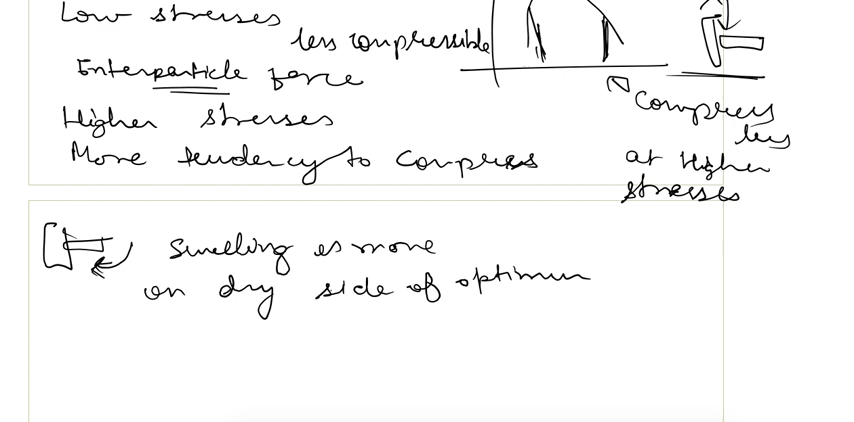 Low stresses
less compressible
Interparticle force
Higher stresses
More tendency to compress
Compress
less
at Higher
stresses
Swelling is more
on dry side of optimum